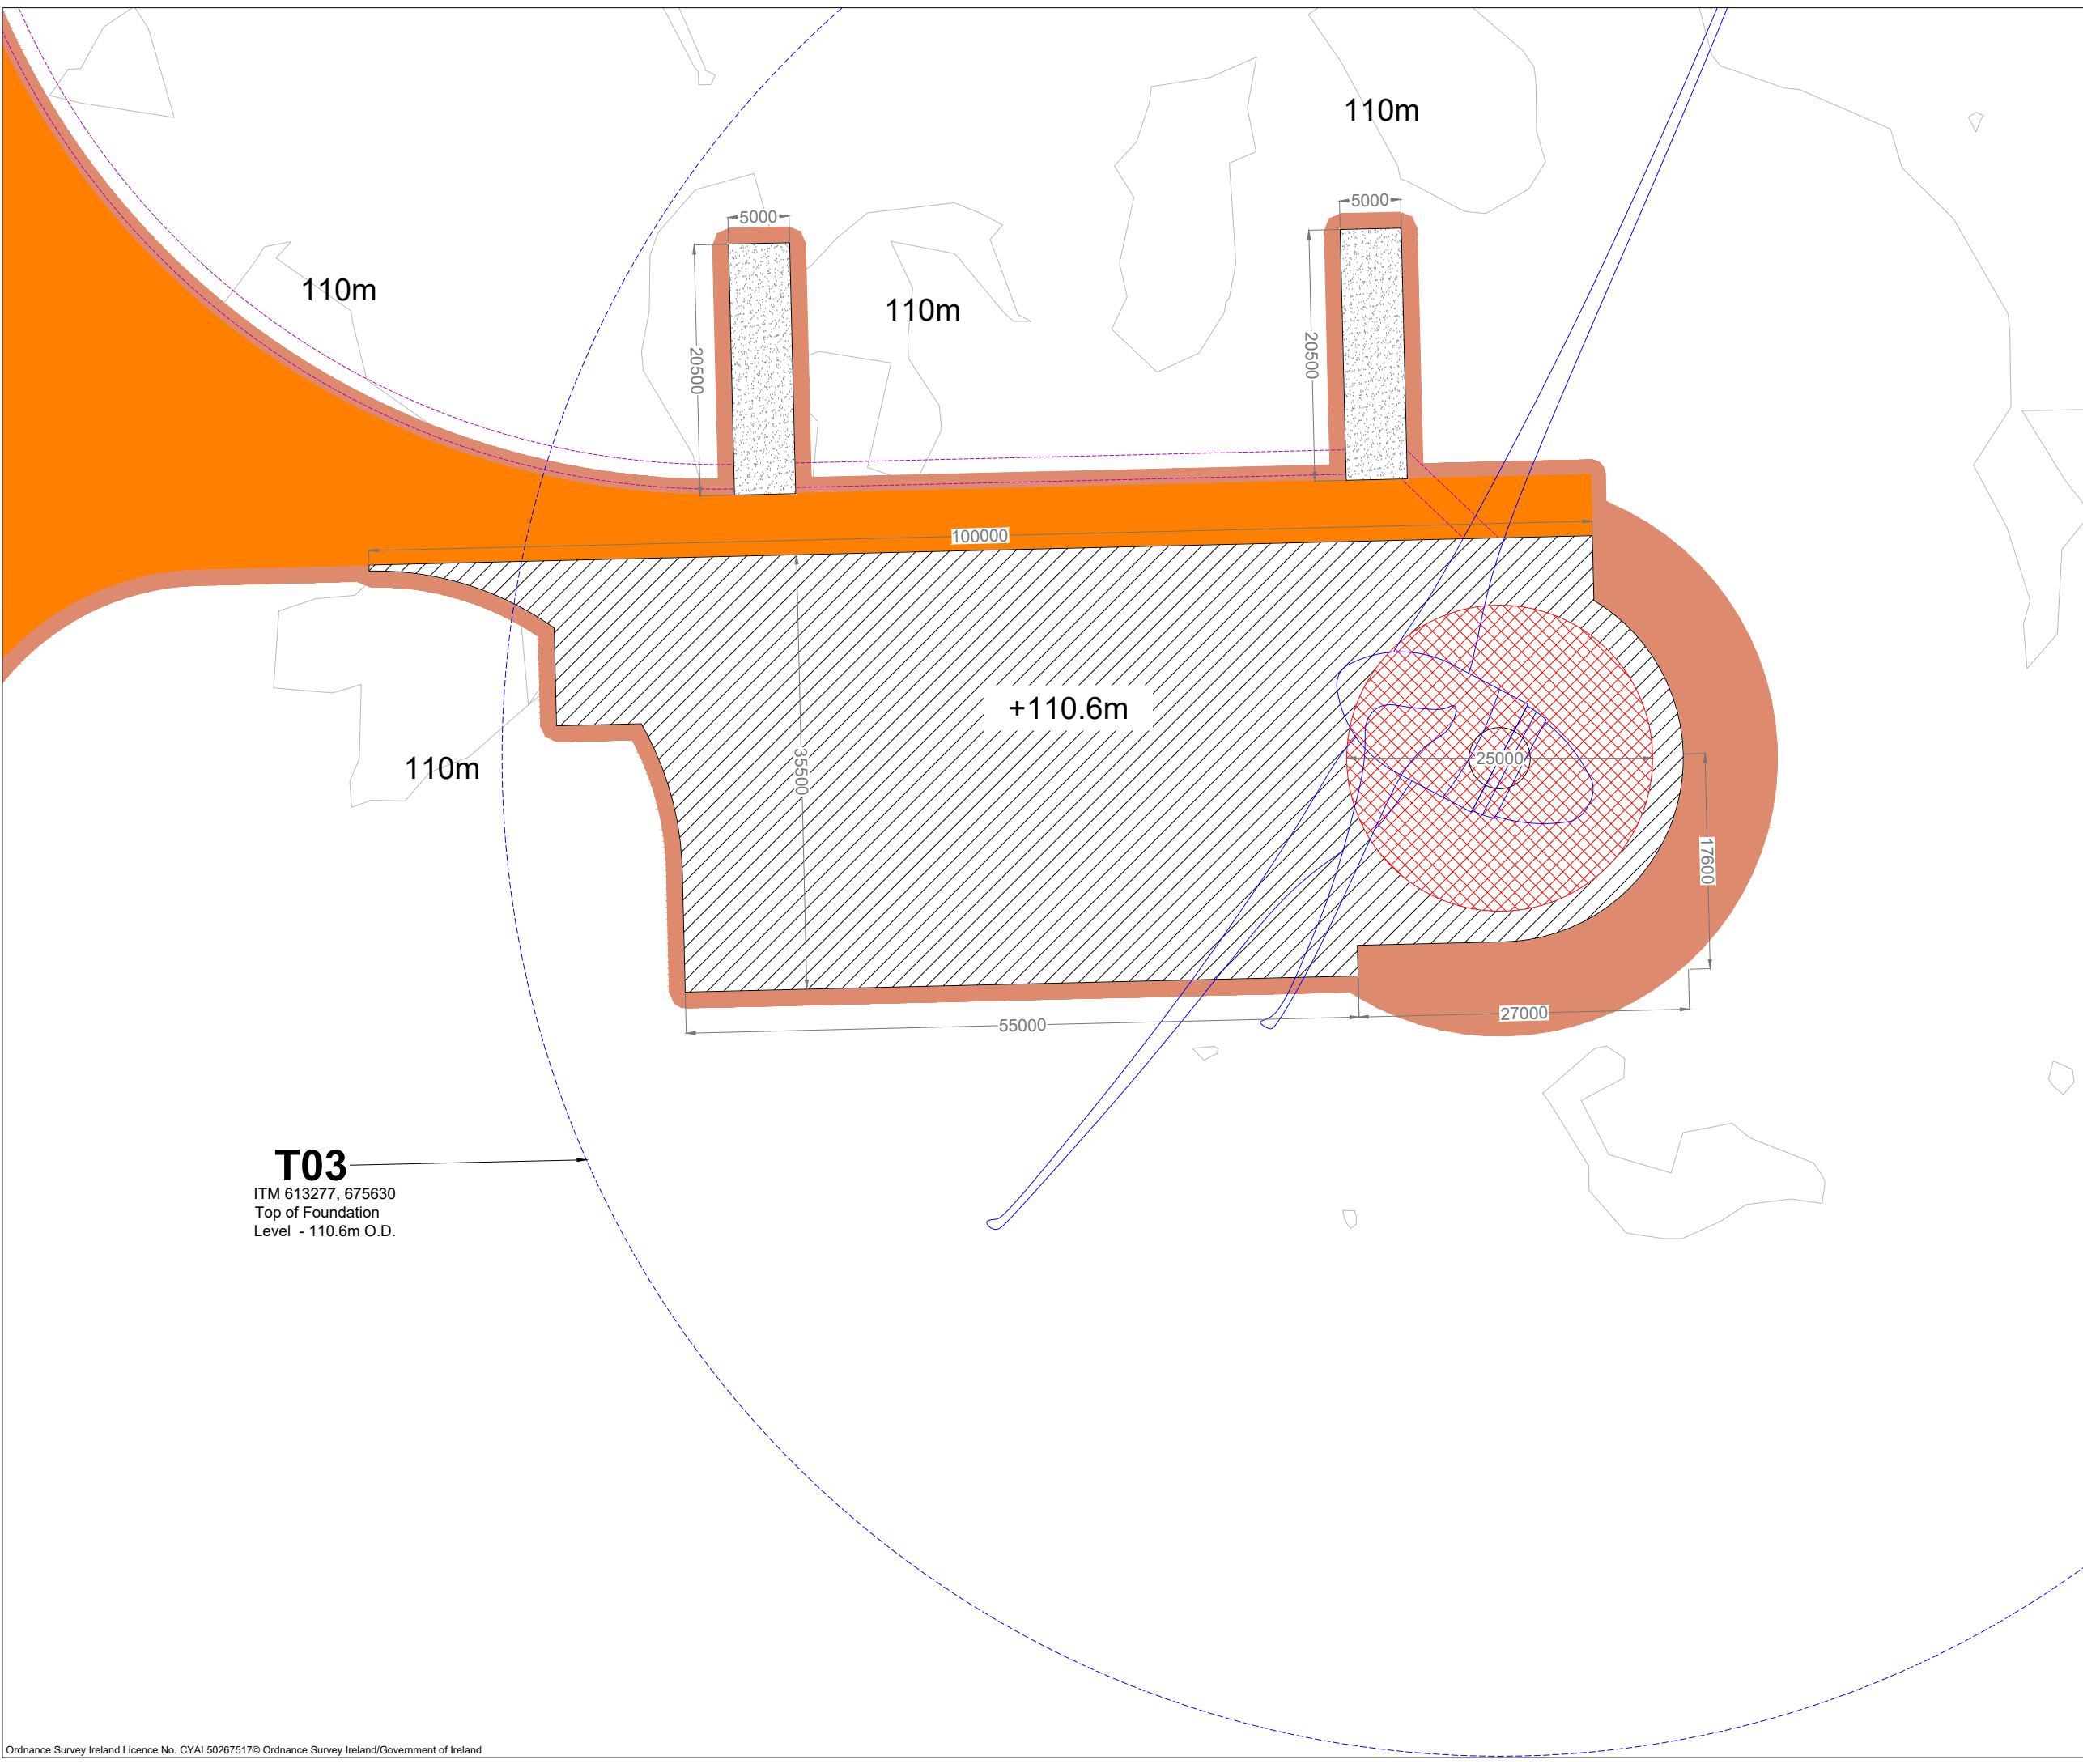 110m
5000
5000
110m
110m
20500
20500
100000
+110.6m
35500
25000
110m
17600
27000
55000
T03
ITM 613277, 675630
Top of Foundation
Level - 110.6m O.D.
Ordnance Survey Ireland Licence No. CYAL50267517© Ordnance Survey Ireland/Government of Ireland